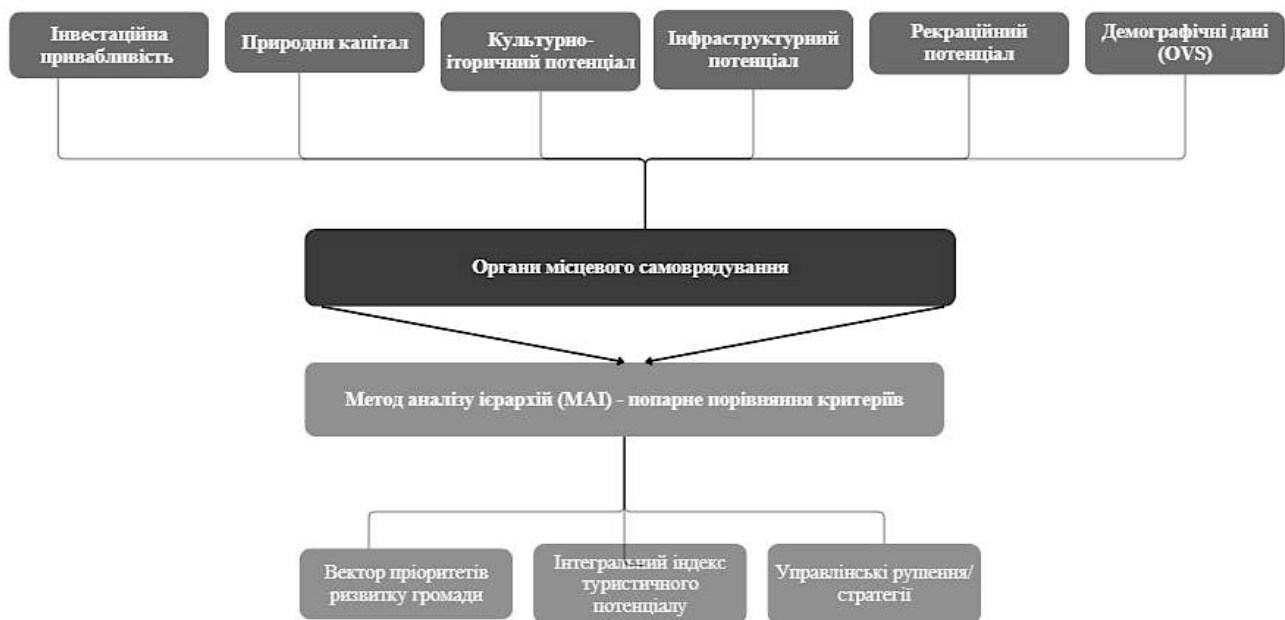 Інвестаційна
привабливість
Природни капітал
Культурно-
іторичний потенціал
Інфраструктурний
потенціал
Рекраційний
потенціал
Демографічні дані
(OVS)
Органи місцевого самоврядування
Метод аналізу ієрархій (МАІ) - попарне порівняння критеріїв
Вектор пріоритетів
ризвитку громади
Інтегральний індекс
туристичного
потенціалу
Управлінські рушення/
стратегії